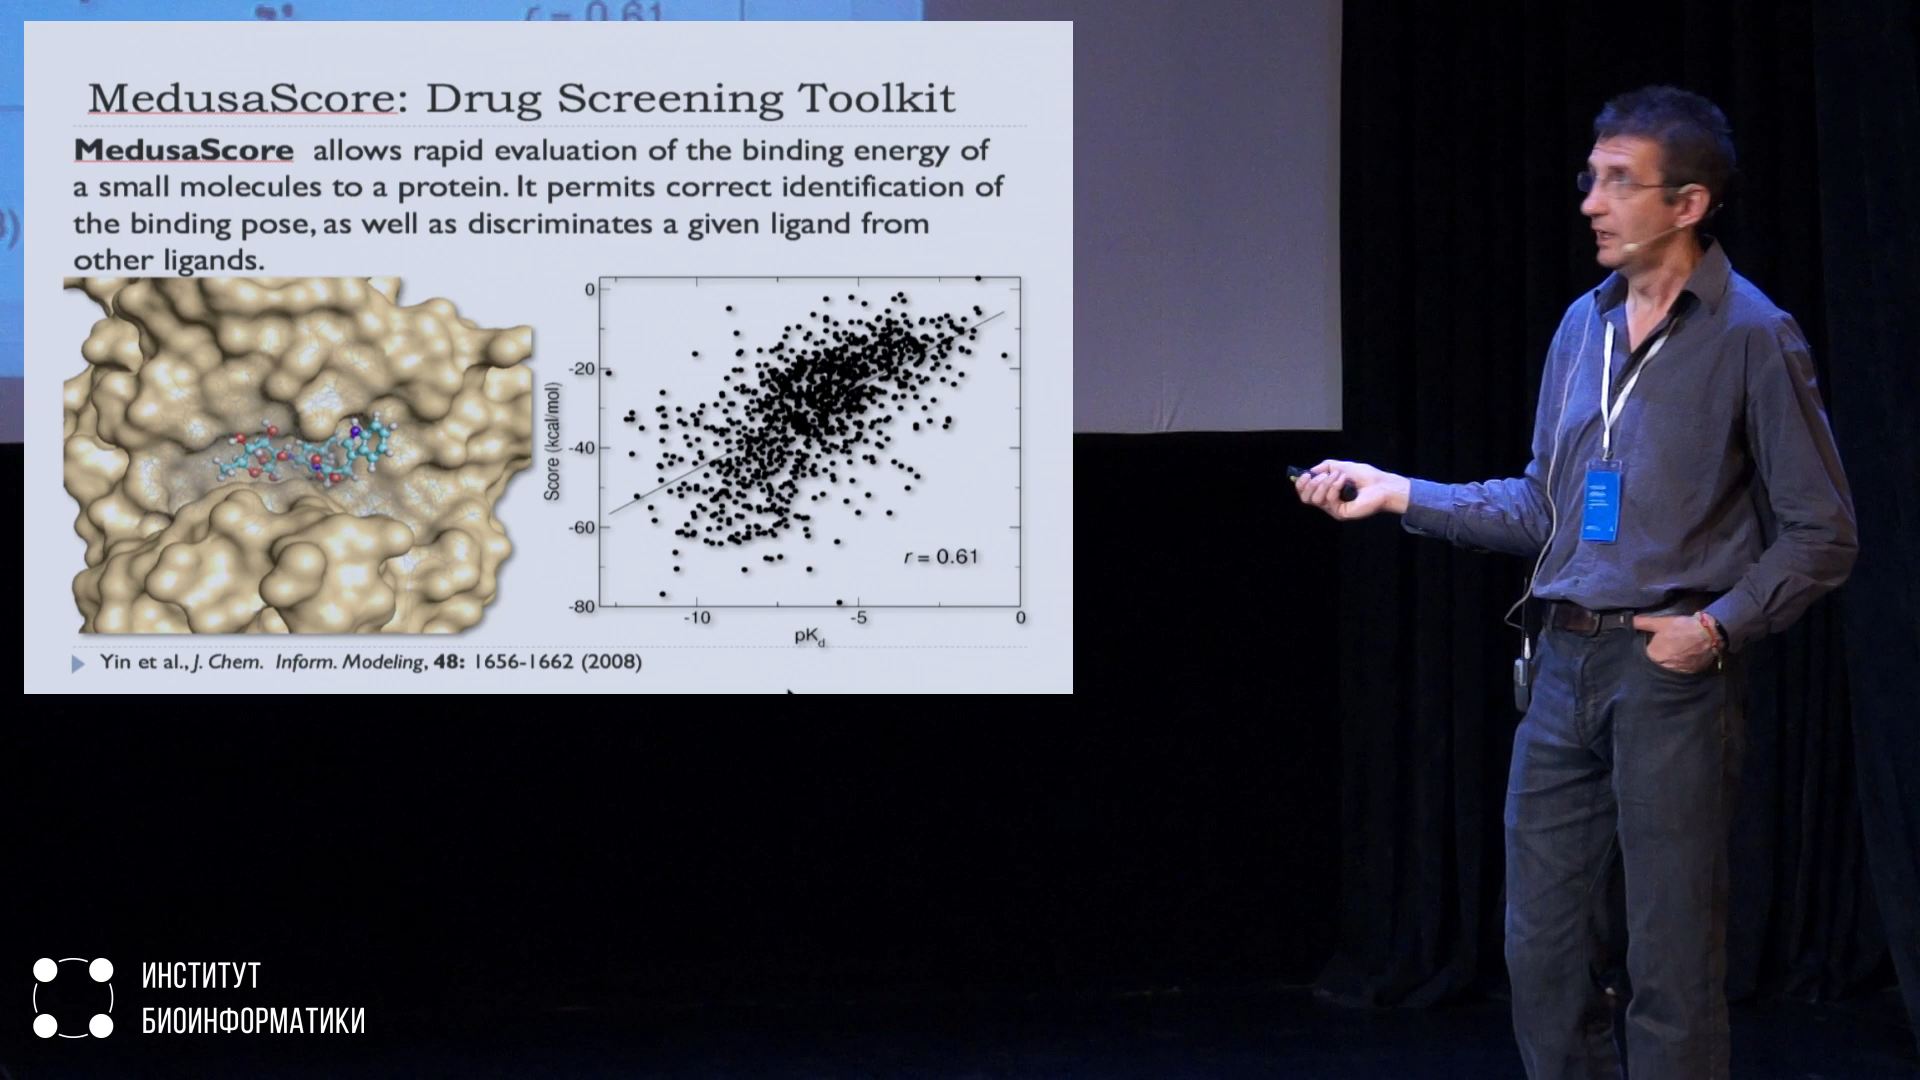 r = 0.61
MedusaScore: Drug Screening Toolkit
MedusaScore allows rapid evaluation of the binding energy of
a small molecules to a protein. It permits correct identification of
the binding pose, as well as discriminates a given ligand from
other ligands.
0
-20
-40
-60
-80
Score (kcal/mol)
r = 0.61
-10
-5
0
pKd
Yin et al., J. Chem. Inform. Modeling, 48: 1656-1662 (2008)
ИНСТИТУТ
БИОИНФОРМАТИКИ